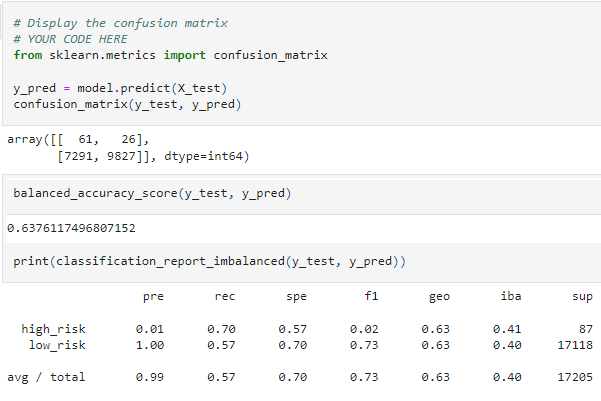 # Display the confusion matrix
# YOUR CODE HERE
from sklearn.metrics import confusion_matrix
y_pred = model.predict(X_test)
confusion_matrix(y_test, y_pred)
array([[  61,   26],
       [7291, 9827]], dtype=int64)
balanced_accuracy_score(y_test, y_pred)
0.6376117496807152
print(classification_report_imbalanced(y_test, y_pred))
pre rec spe f1 geo iba sup
high_risk 0.01 0.70 0.57 0.02 0.63 0.41 87
low_risk 1.00 0.57 0.70 0.73 0.63 0.40 17118
avg / total 0.99 0.57 0.70 0.73 0.63 0.40 17205